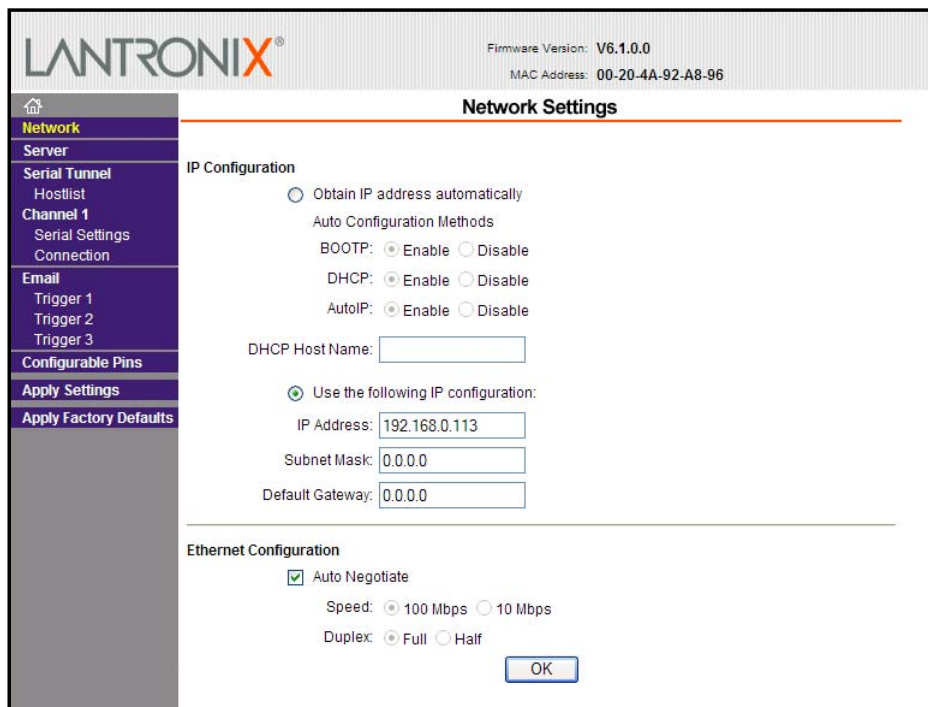 LANTRONIX®
Firmware Version: V6.1.0.0
MAC Address: 00-20-4A-92-A8-96
Network
Server
Serial Tunnel
Hostlist
Channel 1
Serial Settings
Connection
Email
Trigger 1
Trigger 2
Trigger 3
Configurable Pins
Apply Settings
Apply Factory Defaults
Network Settings
IP Configuration
Obtain IP address automatically
Auto Configuration Methods
BOOTP: Enable Disable
DHCP: Enable Disable
AutoIP: Enable Disable
DHCP Host Name:
Use the following IP configuration:
IP Address: 192.168.0.113
Subnet Mask: 0.0.0.0
Default Gateway: 0.0.0.0
Ethernet Configuration
Auto Negotiate
Speed: 100 Mbps 10 Mbps
Duplex: Full Half
OK